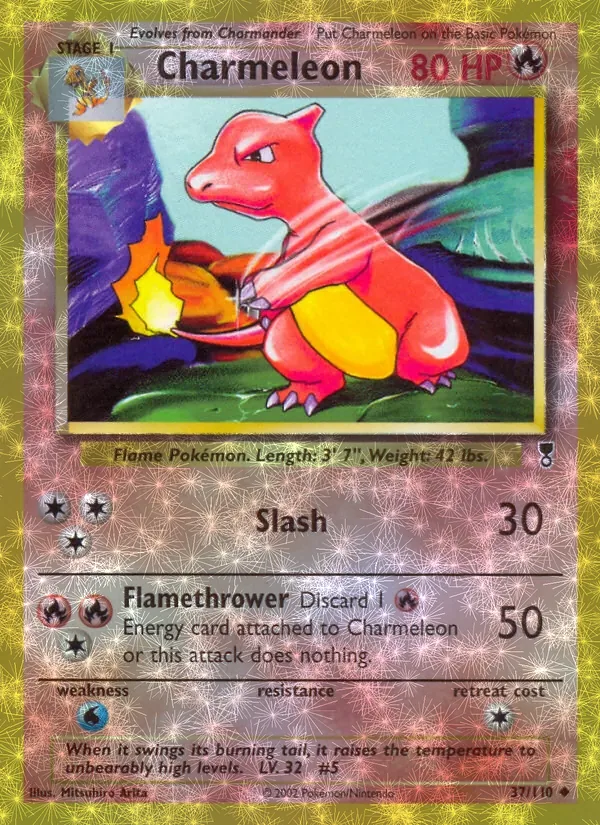 Evolves from Charmander Put Charmeleon on the Basic Pokémon
STAGE 1
Charmeleon 80 HP
Flame Pokémon. Length: 3' 7", Weight: 42 lbs.
Slash 30
Flamethrower Discard 1
Energy card attached to Charmeleon
or this attack does nothing.
50
weakness resistance retreat cost
When it swings its burning tail, it raises the temperature to
unbearably high levels. LV. 32 #5
Illus. Mitsuhiro Arita © 2002 Pokémon/Nintendo 37/110